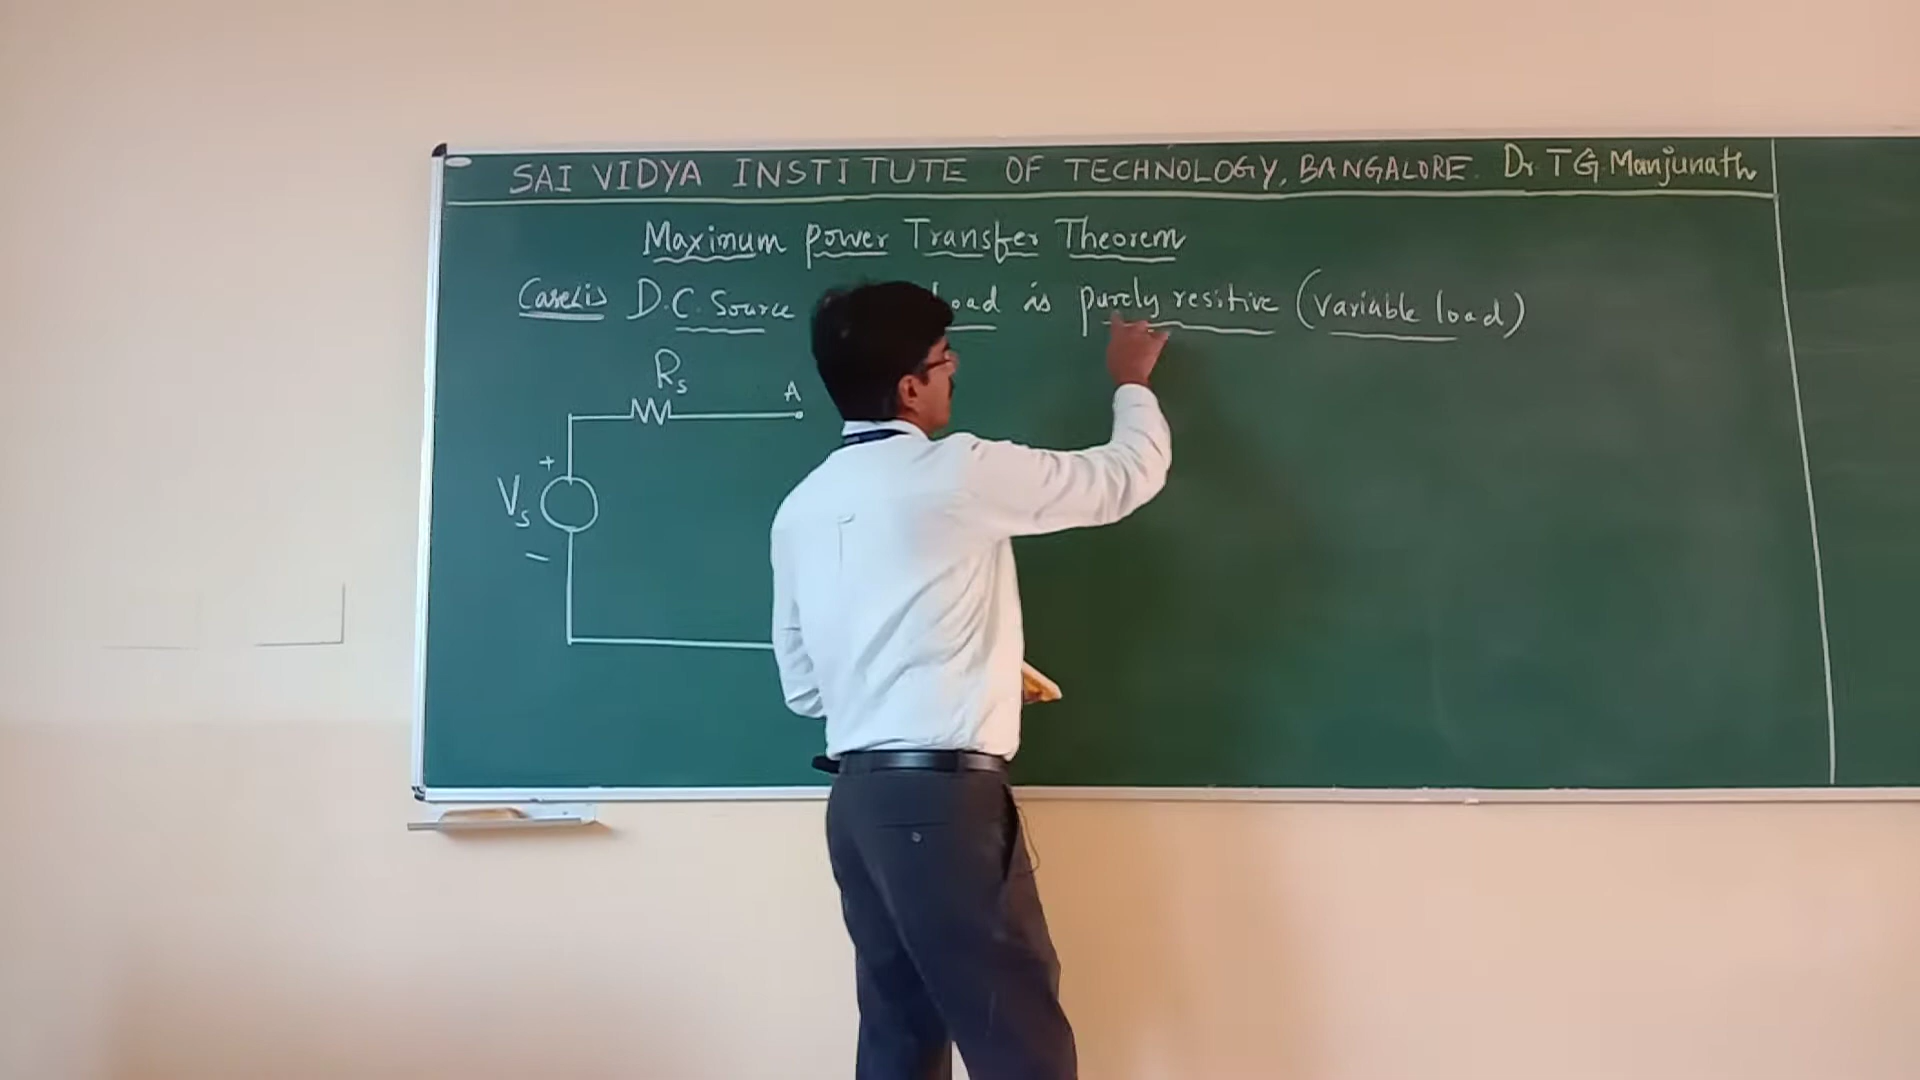 SAI VIDYA INSTITUTE OF TECHNOLOGY, BANGALORE. Dr. T G Manjunath
Maximum power Transfer Theorem
Case(i) D.C. Source load is purely resitive (variable load)
Rs
A
+
Vs
−